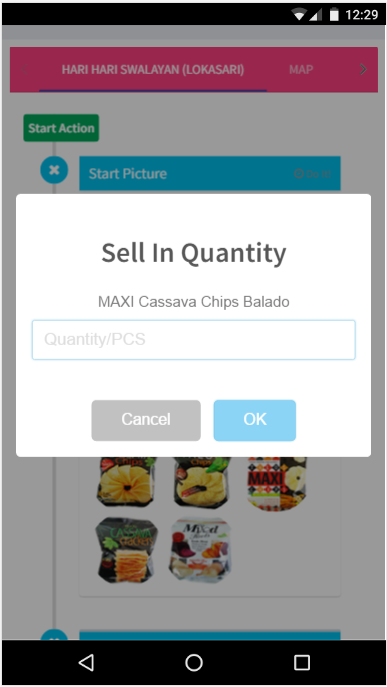 12:29
HARI HARI SWALAYAN (LOKASARI)
MAP
Start Action
Start Picture
Sell In Quantity
MAXI Cassava Chips Balado
Quantity/PCS
Cancel
OK
MAXI